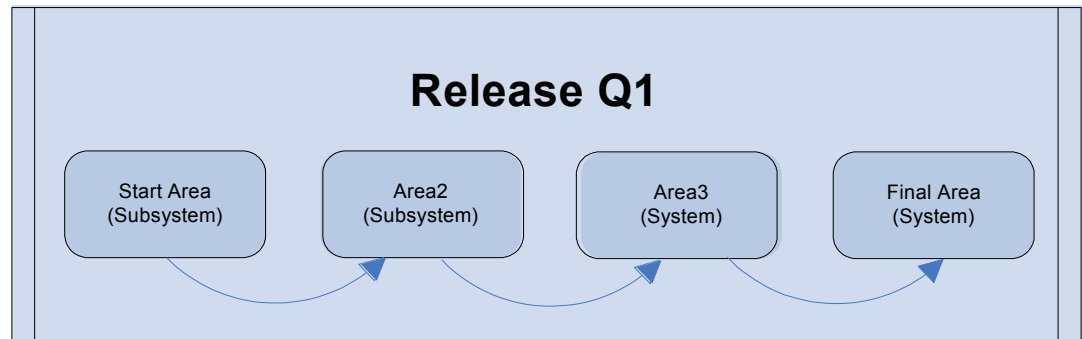 Release Q1
Start Area
(Subsystem)
Area2
(Subsystem)
Area3
(System)
Final Area
(System)